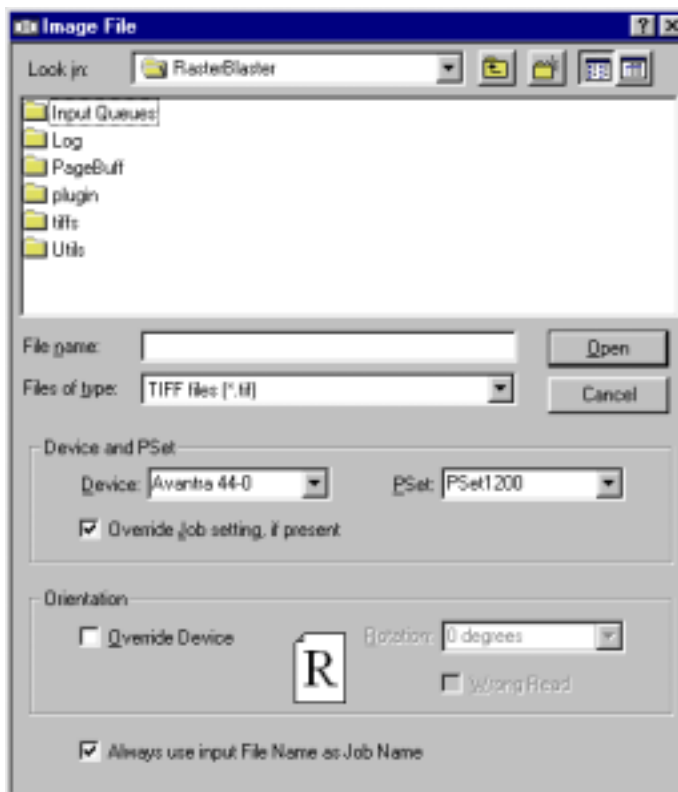 Image File
Look in: RasterBlaster
Input Queues
Log
PageBuff
plugin
tiffs
Utils
File name:
Open
Files of type: TIFF files (*.tif)
Cancel
Device and PSet
Device: Avantra 44-0 PSet: PSet1200
Override Job setting, if present
Orientation
Override Device
R
Rotation: 0 degrees
Wrong Read
Always use input File Name as Job Name